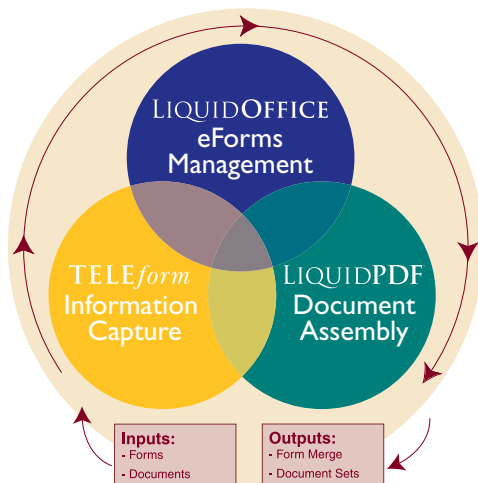 LIQUIDOFFICE
eForms
Management
TELEform
Information
Capture
LIQUIDPDF
Document
Assembly
Inputs:
- Forms
- Documents
Outputs:
- Form Merge
- Document Sets